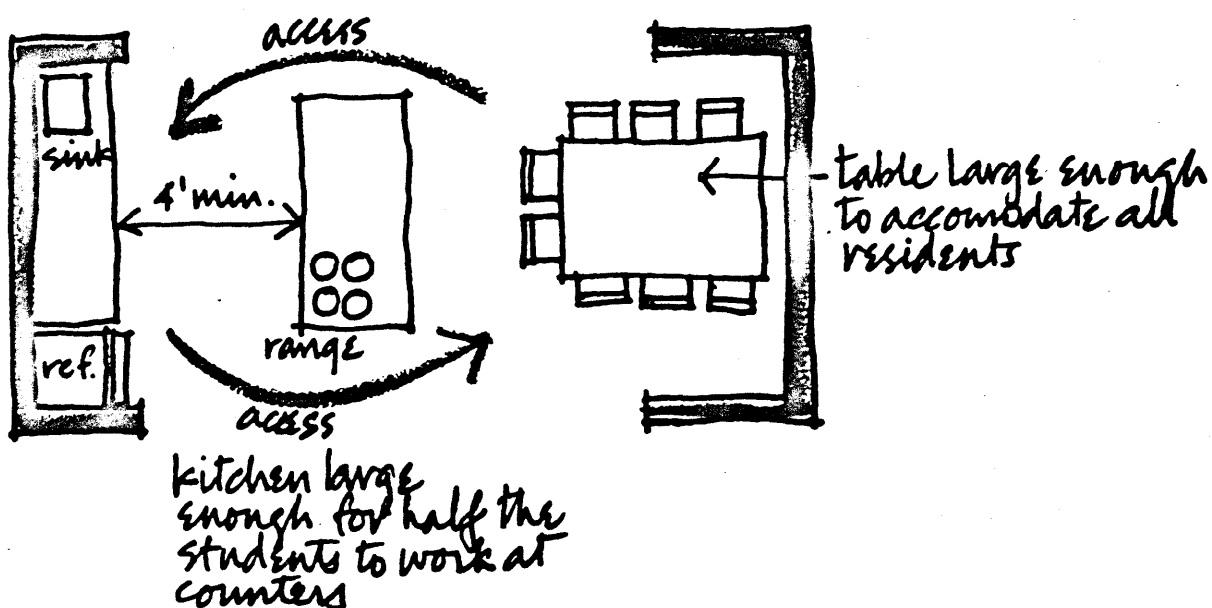 access
sink
4' min.
range
ref.
access
table large enough
to accomodate all
residents
kitchen large
enough for half the
students to work at
counters